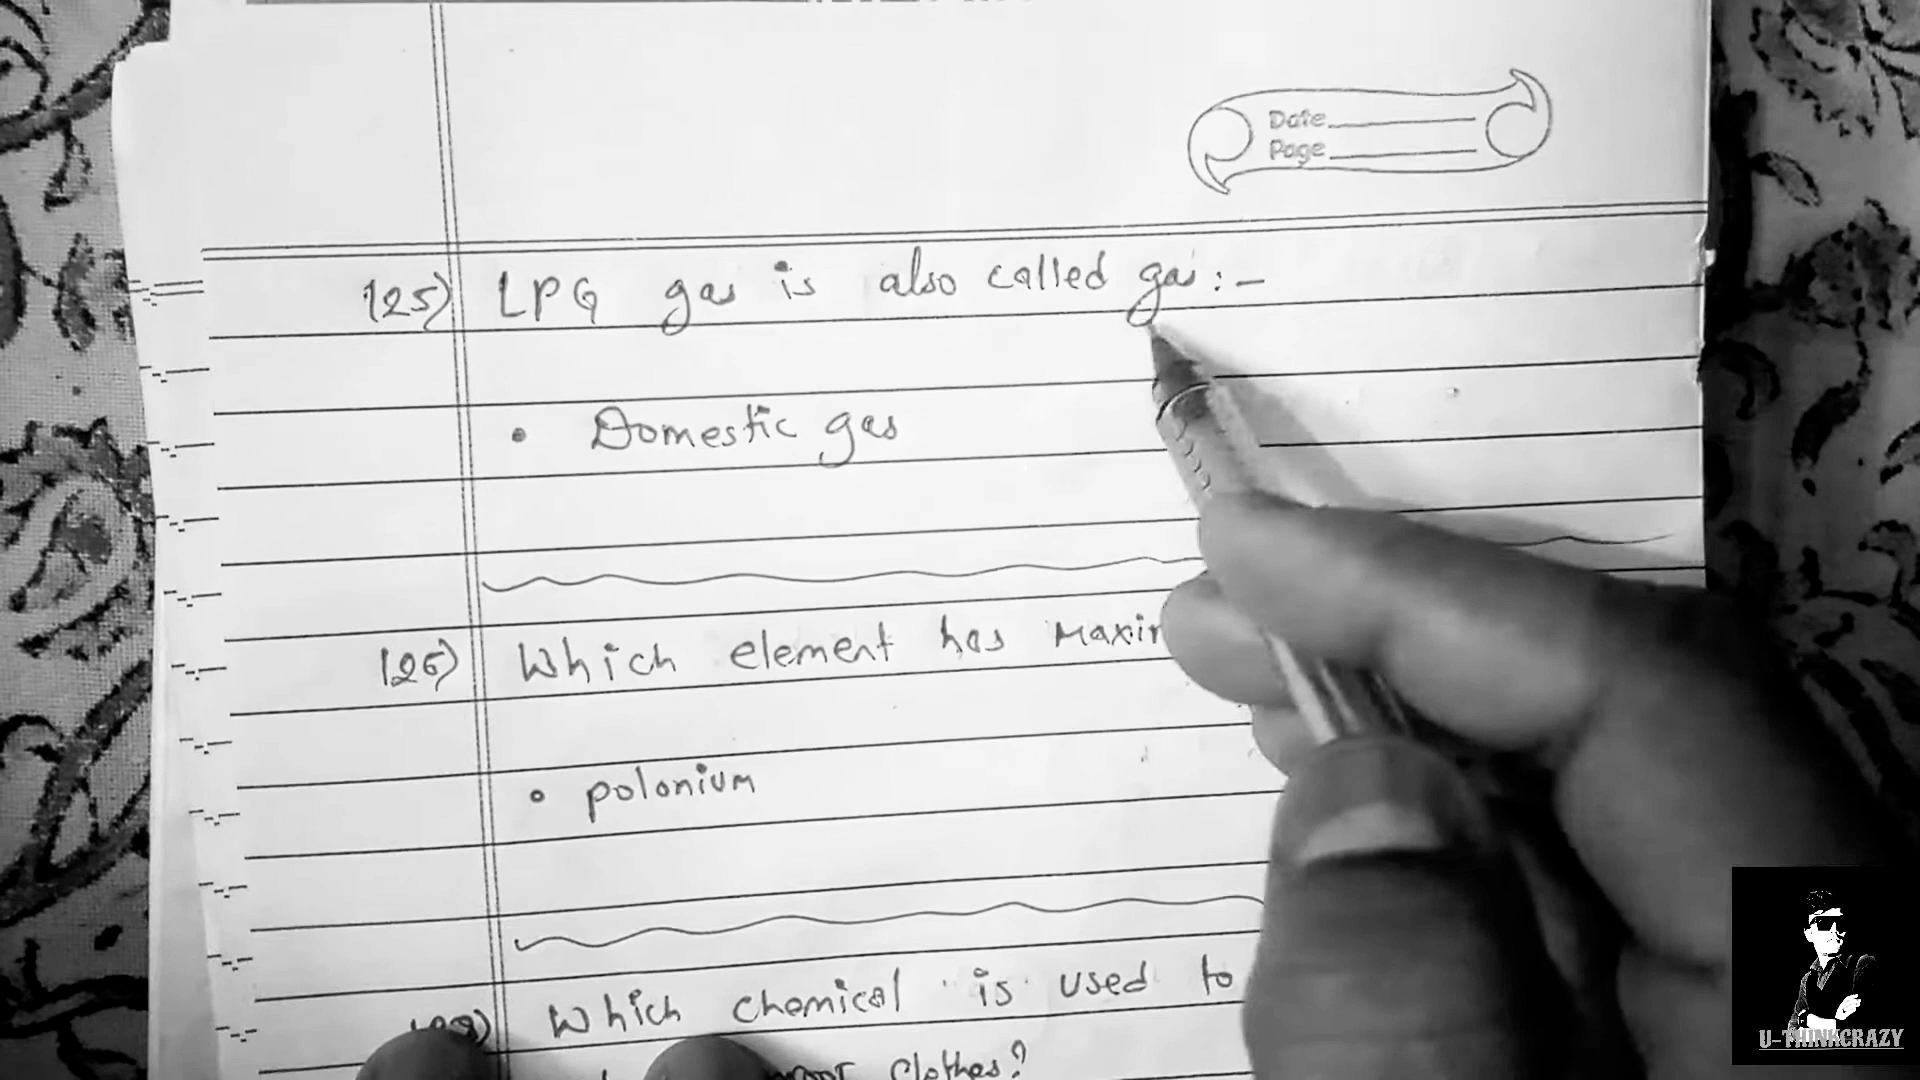 Date
Page
125) LPG gas is also called gas:-
• Domestic gas
126) Which element has Maxi
• polonium
Which chemical is used to
clothes?
U-THINKCRAZY